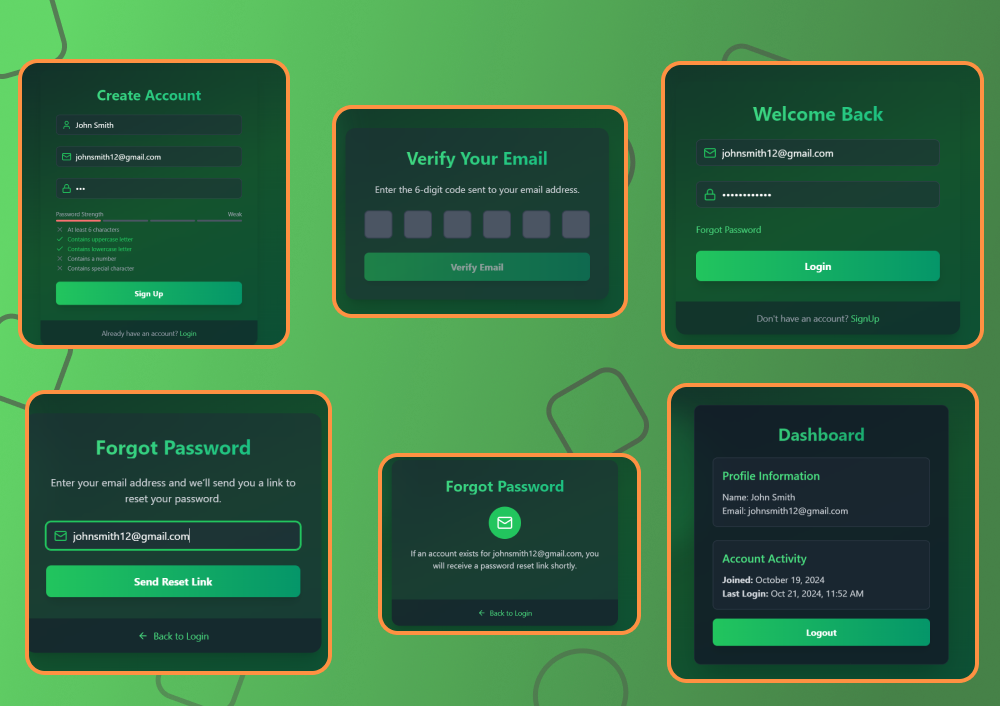 Create Account
John Smith
johnsmith12@gmail.com
•••
Password Strength Weak
At least 6 characters
Contains uppercase letter
Contains lowercase letter
Contains a number
Contains special character
Sign Up
Already have an account? Login
Verify Your Email
Enter the 6-digit code sent to your email address.
Verify Email
Welcome Back
johnsmith12@gmail.com
••••••••••••
Forgot Password
Login
Don't have an account? SignUp
Forgot Password
Enter your email address and we'll send you a link to
reset your password.
johnsmith12@gmail.com
Send Reset Link
Back to Login
Forgot Password
If an account exists for johnsmith12@gmail.com, you
will receive a password reset link shortly.
Back to Login
Dashboard
Profile Information
Name: John Smith
Email: johnsmith12@gmail.com
Account Activity
Joined: October 19, 2024
Last Login: Oct 21, 2024, 11:52 AM
Logout